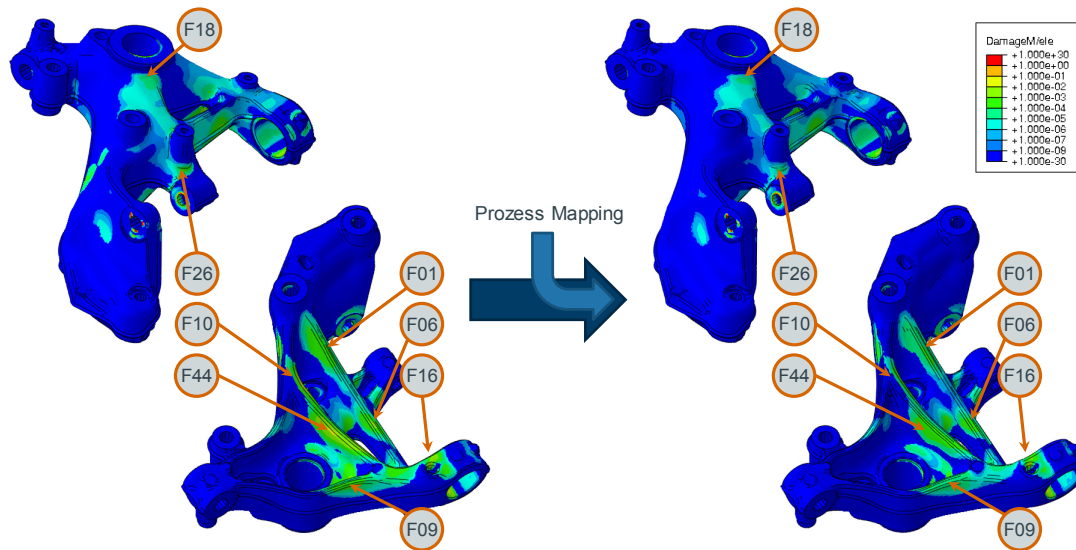 F18
F18
DamageM/ele
+1.000e+30
+1.000e+00
+1.000e-01
+1.000e-02
+1.000e-03
+1.000e-04
+1.000e-05
+1.000e-06
+1.000e-07
+1.000e-09
+1.000e-30
Prozess Mapping
F26
F01
F26
F01
F10
F06
F10
F06
F44
F16
F44
F16
F09
F09